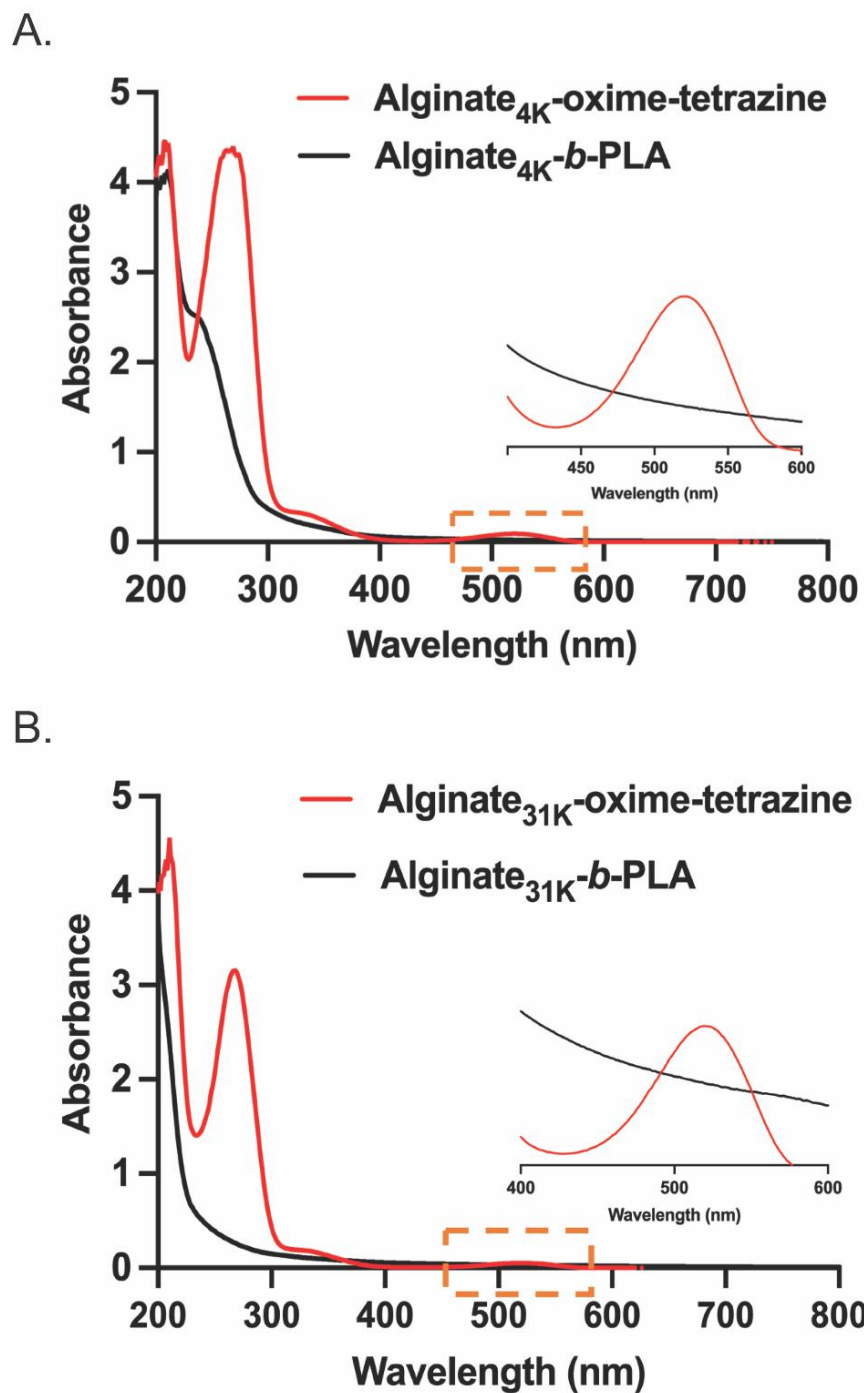 A.
Alginate4K-oxime-tetrazine
Alginate4K-b-PLA
5
4
3
2
1
0
Absorbance
450 500 550 600
Wavelength (nm)
200 300 400 500 600 700 800
Wavelength (nm)
B.
Alginate31K-oxime-tetrazine
Alginate31K-b-PLA
5
4
3
2
1
0
Absorbance
400 500 600
Wavelength (nm)
200 300 400 500 600 700 800
Wavelength (nm)